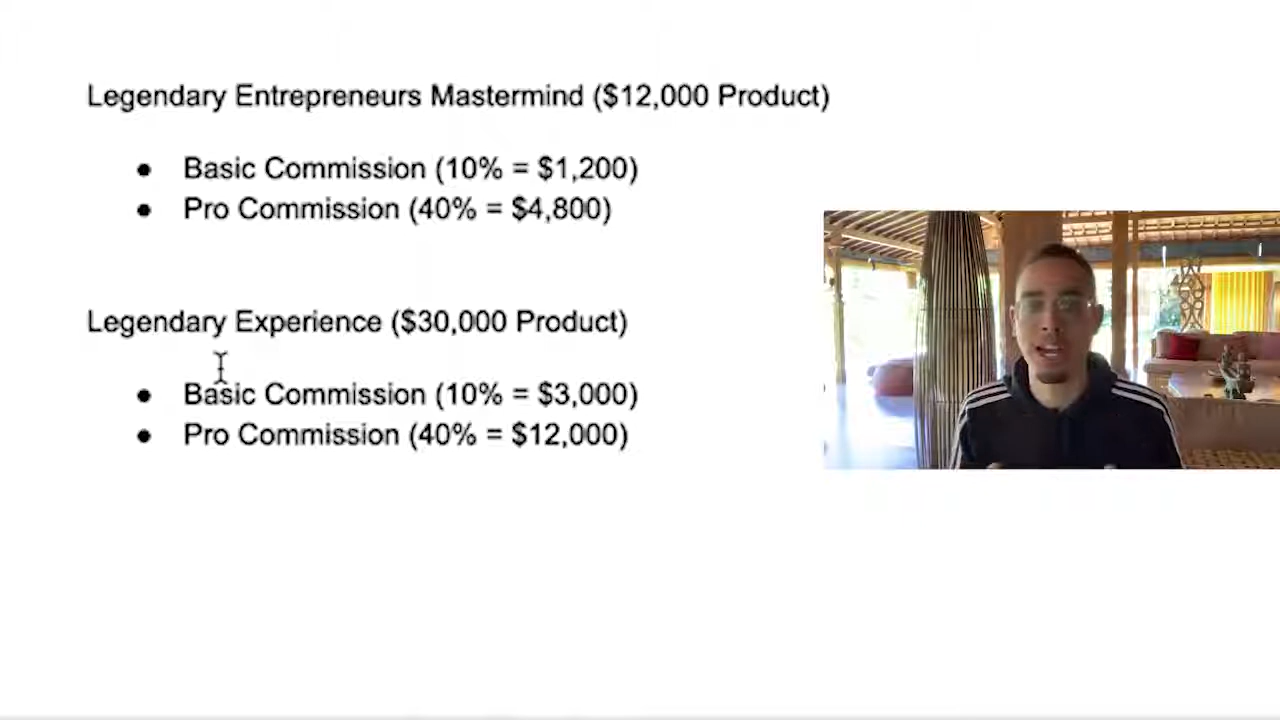 Legendary Entrepreneurs Mastermind ($12,000 Product)
● Basic Commission (10% = $1,200)
● Pro Commission (40% = $4,800)
Legendary Experience ($30,000 Product)
● Basic Commission (10% = $3,000)
● Pro Commission (40% = $12,000)